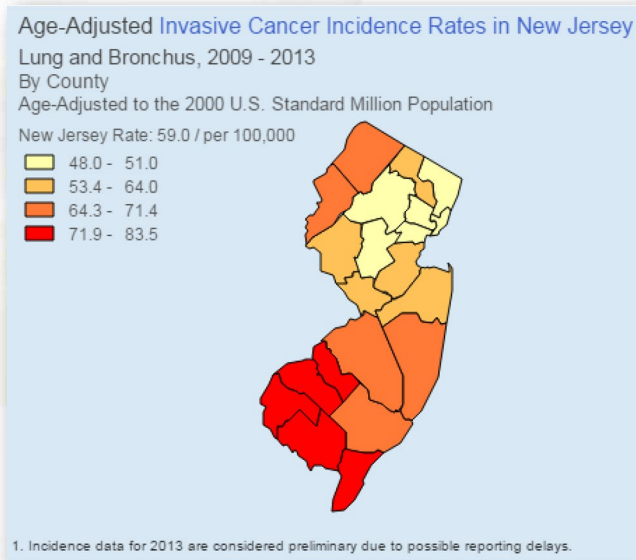 Age-Adjusted Invasive Cancer Incidence Rates in New Jersey
Lung and Bronchus, 2009 - 2013
By County
Age-Adjusted to the 2000 U.S. Standard Million Population
New Jersey Rate: 59.0 / per 100,000
48.0 - 51.0
53.4 - 64.0
64.3 - 71.4
71.9 - 83.5
1. Incidence data for 2013 are considered preliminary due to possible reporting delays.